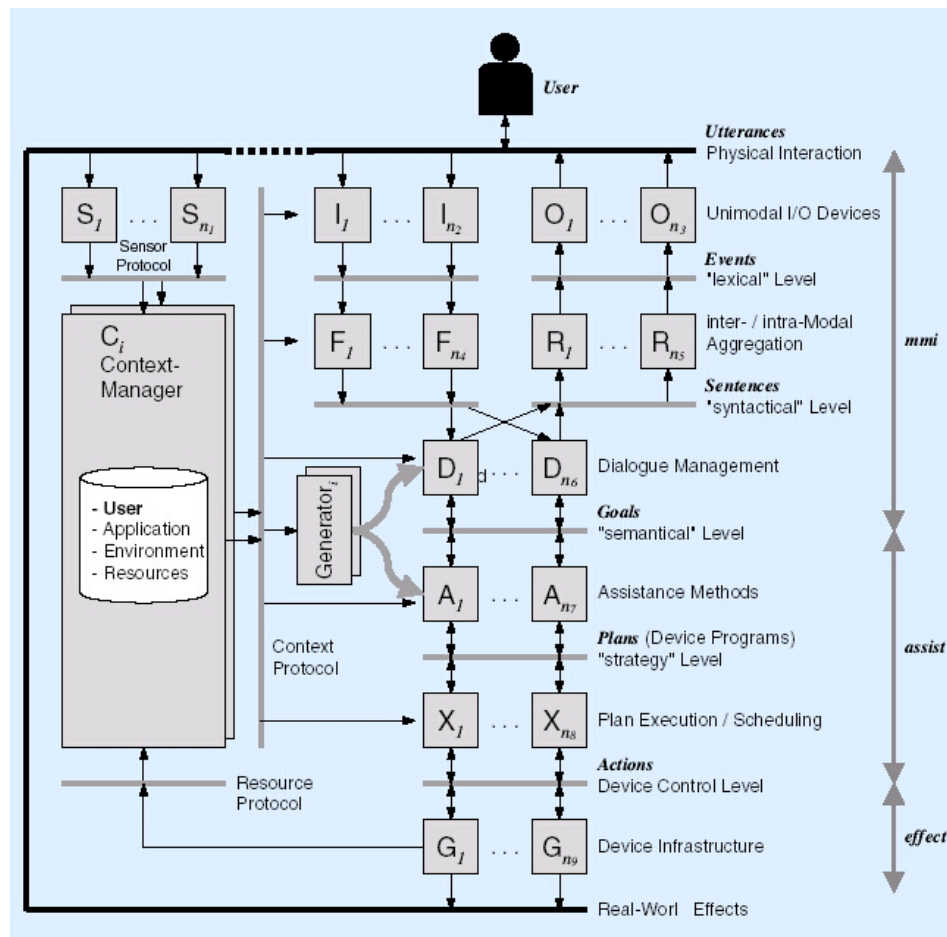 User
Utterances
Physical Interaction
S1 . . . Sn1
I1 . . . In2
O1 . . . On3
Unimodal I/O Devices
Sensor
Protocol
Events
"lexical" Level
Ci
Context-
Manager
F1 . . . Fn4
R1 . . . Rn5
inter- / intra-Modal
Aggregation
mmi
Sentences
"syntactical" Level
D1 . . . Dn6
d
Dialogue Management
- User
- Application
- Environment
- Resources
Generatori
Goals
"semantical" Level
A1 . . . An7
Assistance Methods
Context
Protocol
Plans (Device Programs)
"strategy" Level
assist
X1 . . . Xn8
Plan Execution / Scheduling
Resource
Protocol
Actions
Device Control Level
G1 . . . Gn9
Device Infrastructure
effect
Real-Worl Effects